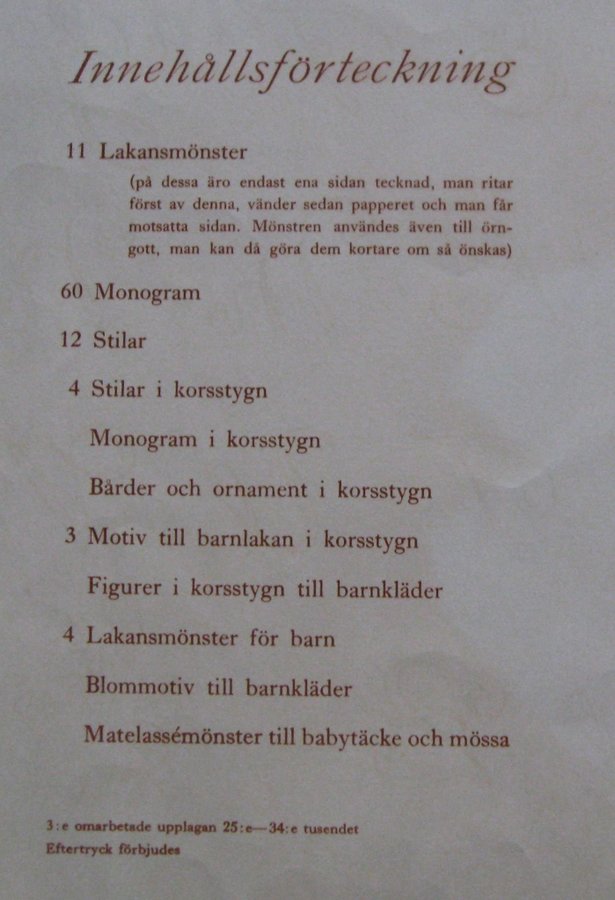 Innehållsförteckning
11 Lakansmönster
(på dessa äro endast ena sidan tecknad, man ritar
först av denna, vänder sedan papperet och man får
motsatta sidan. Mönstren användes även till örn-
gott, man kan då göra dem kortare om så önskas)
60 Monogram
12 Stilar
4 Stilar i korsstygn
Monogram i korsstygn
Bårder och ornament i korsstygn
3 Motiv till barnlakan i korsstygn
Figurer i korsstygn till barnkläder
4 Lakansmönster för barn
Blommotiv till barnkläder
Matelassémönster till babytäcke och mössa
3:e omarbetade upplagan 25:e—34:e tusendet
Eftertryck förbjudes